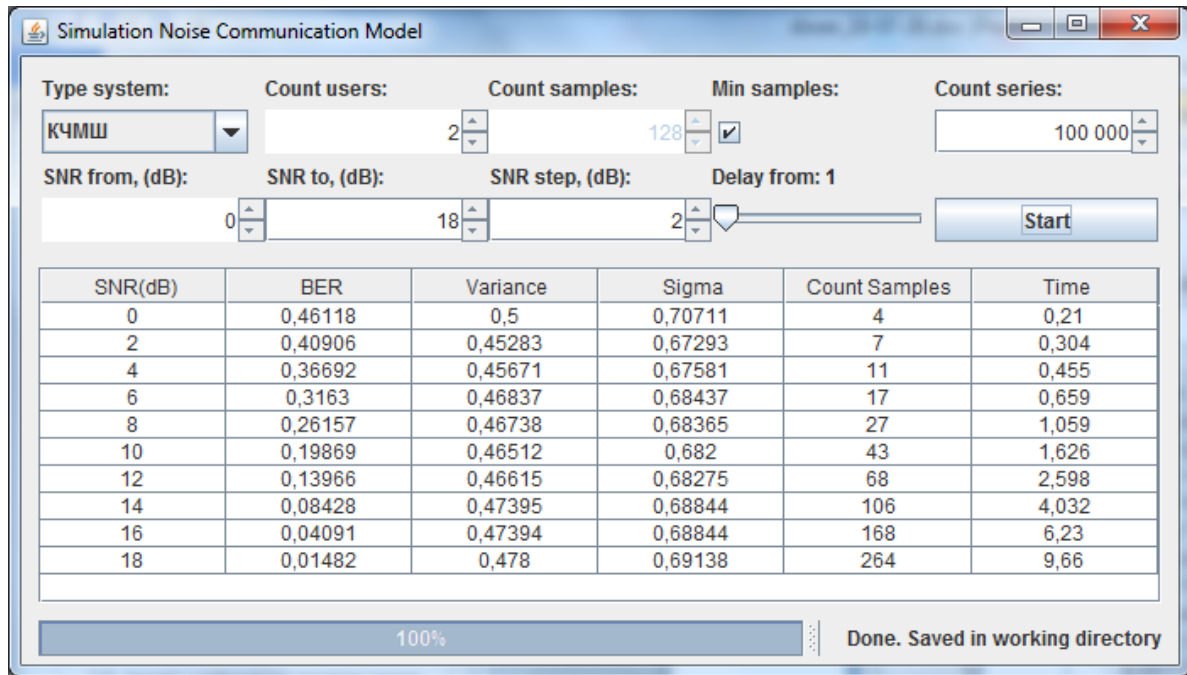 Simulation Noise Communication Model
Type system: Count users: Count samples: Min samples: Count series:
КЧМШ 2 128 100 000
SNR from, (dB): SNR to, (dB): SNR step, (dB): Delay from: 1
0 18 2 Start
SNR(dB) BER Variance Sigma Count Samples Time
0 0,46118 0,5 0,70711 4 0,21
2 0,40906 0,45283 0,67293 7 0,304
4 0,36692 0,45671 0,67581 11 0,455
6 0,3163 0,46837 0,68437 17 0,659
8 0,26157 0,46738 0,68365 27 1,059
10 0,19869 0,46512 0,682 43 1,626
12 0,13966 0,46615 0,68275 68 2,598
14 0,08428 0,47395 0,68844 106 4,032
16 0,04091 0,47394 0,68844 168 6,23
18 0,01482 0,478 0,69138 264 9,66
100% Done. Saved in working directory